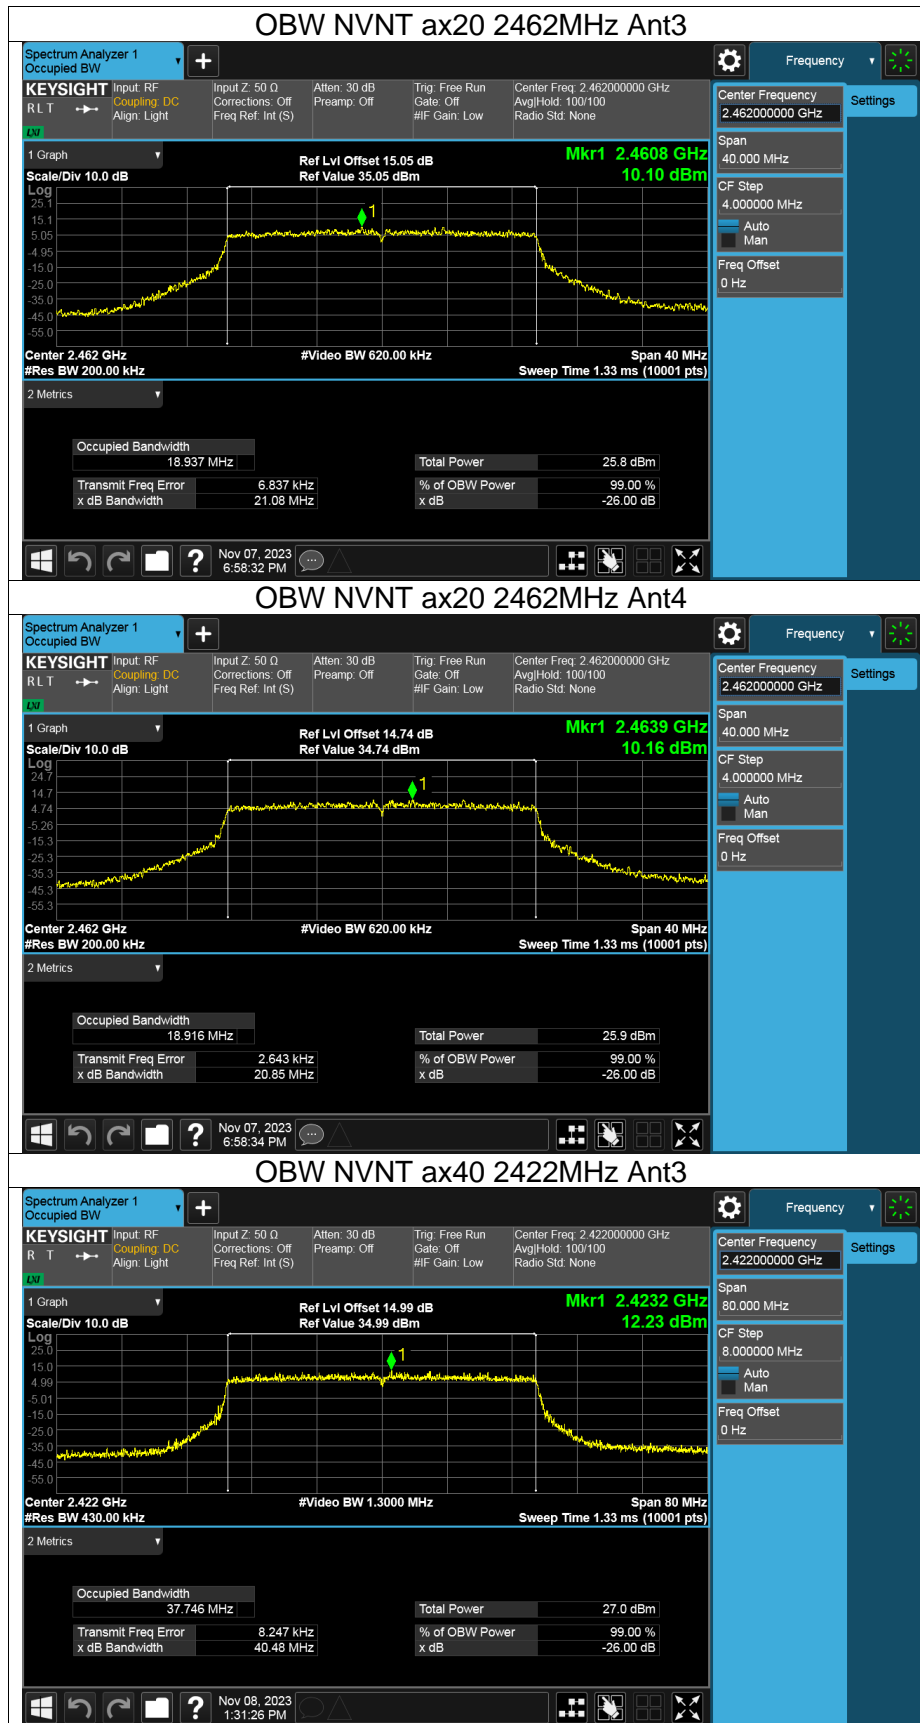 OBW NVNT ax20 2462MHz Ant3
Spectrum Analyzer 1
Occupied BW
+
Frequency
KEYSIGHT
R L T
LXI
Input: RF
Coupling: DC
Align: Light
Input Z: 50 Ω
Corrections: Off
Freq Ref: Int (S)
Atten: 30 dB
Preamp: Off
Trig: Free Run
Gate: Off
#IF Gain: Low
Center Freq: 2.462000000 GHz
Avg|Hold: 100/100
Radio Std: None
Center Frequency
2.462000000 GHz
Settings
Span
40.000 MHz
CF Step
4.000000 MHz
Auto
Man
Freq Offset
0 Hz
1 Graph
Scale/Div 10.0 dB
Ref Lvl Offset 15.05 dB
Ref Value 35.05 dBm
Mkr1 2.4608 GHz
10.10 dBm
Log
25.1
15.1
5.05
-4.95
-15.0
-25.0
-35.0
-45.0
-55.0
1
Center 2.462 GHz
#Res BW 200.00 kHz
#Video BW 620.00 kHz
Span 40 MHz
Sweep Time 1.33 ms (10001 pts)
2 Metrics
Occupied Bandwidth
18.937 MHz
Total Power 25.8 dBm
Transmit Freq Error 6.837 kHz
% of OBW Power 99.00 %
x dB Bandwidth 21.08 MHz
x dB -26.00 dB
?
Nov 07, 2023
6:58:32 PM
OBW NVNT ax20 2462MHz Ant4
Spectrum Analyzer 1
Occupied BW
+
Frequency
KEYSIGHT
R L T
LXI
Input: RF
Coupling: DC
Align: Light
Input Z: 50 Ω
Corrections: Off
Freq Ref: Int (S)
Atten: 30 dB
Preamp: Off
Trig: Free Run
Gate: Off
#IF Gain: Low
Center Freq: 2.462000000 GHz
Avg|Hold: 100/100
Radio Std: None
Center Frequency
2.462000000 GHz
Settings
Span
40.000 MHz
CF Step
4.000000 MHz
Auto
Man
Freq Offset
0 Hz
1 Graph
Scale/Div 10.0 dB
Ref Lvl Offset 14.74 dB
Ref Value 34.74 dBm
Mkr1 2.4639 GHz
10.16 dBm
Log
24.7
14.7
4.74
-5.26
-15.3
-25.3
-35.3
-45.3
-55.3
1
Center 2.462 GHz
#Res BW 200.00 kHz
#Video BW 620.00 kHz
Span 40 MHz
Sweep Time 1.33 ms (10001 pts)
2 Metrics
Occupied Bandwidth
18.916 MHz
Total Power 25.9 dBm
Transmit Freq Error 2.643 kHz
% of OBW Power 99.00 %
x dB Bandwidth 20.85 MHz
x dB -26.00 dB
?
Nov 07, 2023
6:58:34 PM
OBW NVNT ax40 2422MHz Ant3
Spectrum Analyzer 1
Occupied BW
+
Frequency
KEYSIGHT
R T
LXI
Input: RF
Coupling: DC
Align: Light
Input Z: 50 Ω
Corrections: Off
Freq Ref: Int (S)
Atten: 30 dB
Preamp: Off
Trig: Free Run
Gate: Off
#IF Gain: Low
Center Freq: 2.422000000 GHz
Avg|Hold: 100/100
Radio Std: None
Center Frequency
2.422000000 GHz
Settings
Span
80.000 MHz
CF Step
8.000000 MHz
Auto
Man
Freq Offset
0 Hz
1 Graph
Scale/Div 10.0 dB
Ref Lvl Offset 14.99 dB
Ref Value 34.99 dBm
Mkr1 2.4232 GHz
12.23 dBm
Log
25.0
15.0
4.99
-5.01
-15.0
-25.0
-35.0
-45.0
-55.0
1
Center 2.422 GHz
#Res BW 430.00 kHz
#Video BW 1.3000 MHz
Span 80 MHz
Sweep Time 1.33 ms (10001 pts)
2 Metrics
Occupied Bandwidth
37.746 MHz
Total Power 27.0 dBm
Transmit Freq Error 8.247 kHz
% of OBW Power 99.00 %
x dB Bandwidth 40.48 MHz
x dB -26.00 dB
?
Nov 08, 2023
1:31:26 PM